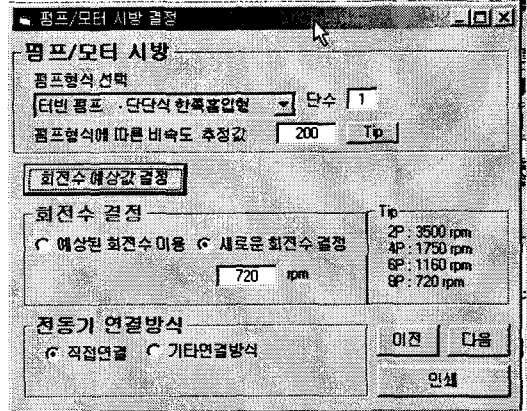 펌프/모터 시방 결정
펌프/모터 시방
펌프형식 선택
터빈 펌프 · 단단식 한쪽흡입형 단수 1
펌프형식에 따른 비속도 추정값 200 Tip
회전수 예상값 결정
회전수 결정
예상된 회전수 이용 새로운 회전수 결정
720 rpm
Tip
2P : 3500 rpm
4P : 1750 rpm
6P : 1160 rpm
8P : 720 rpm
전동기 연결방식
직접연결 기타연결방식
이전 다음
인쇄